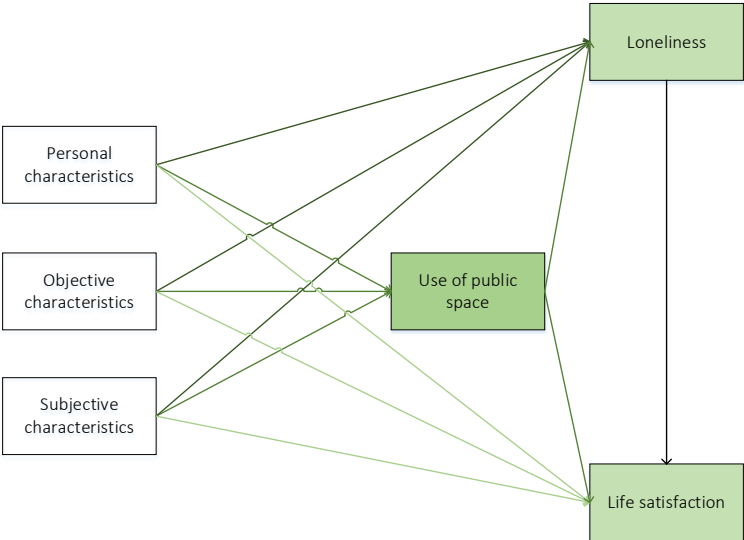 Loneliness
Personal
characteristics
Objective
characteristics
Use of public
space
Subjective
characteristics
Life satisfaction